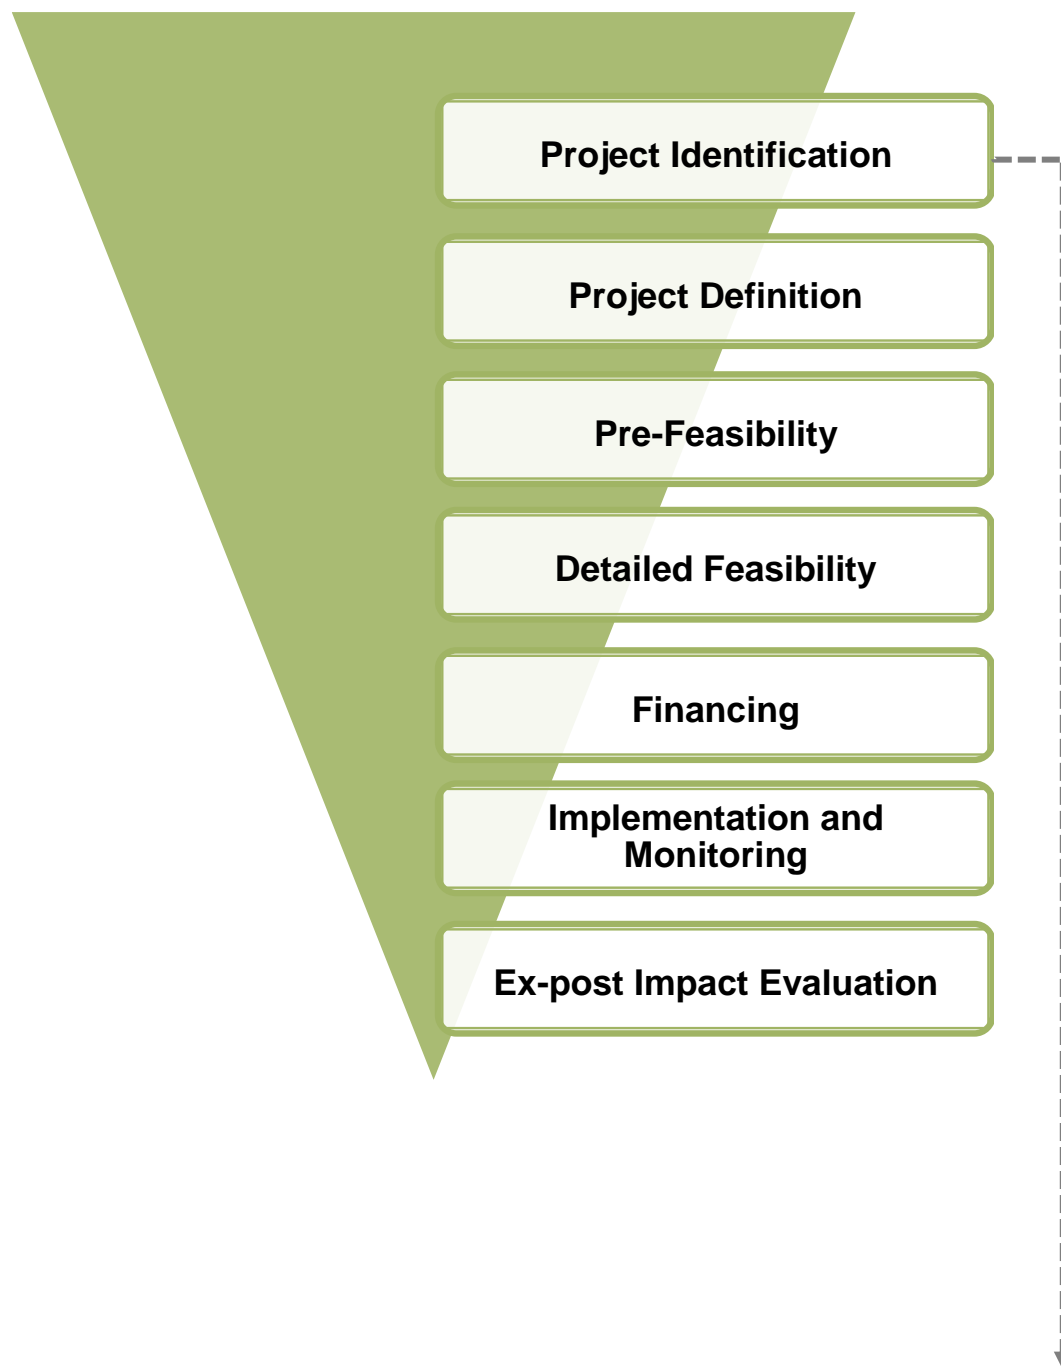 Project Identification
Project Definition
Pre-Feasibility
Detailed Feasibility
Financing
Implementation and
Monitoring
Ex-post Impact Evaluation